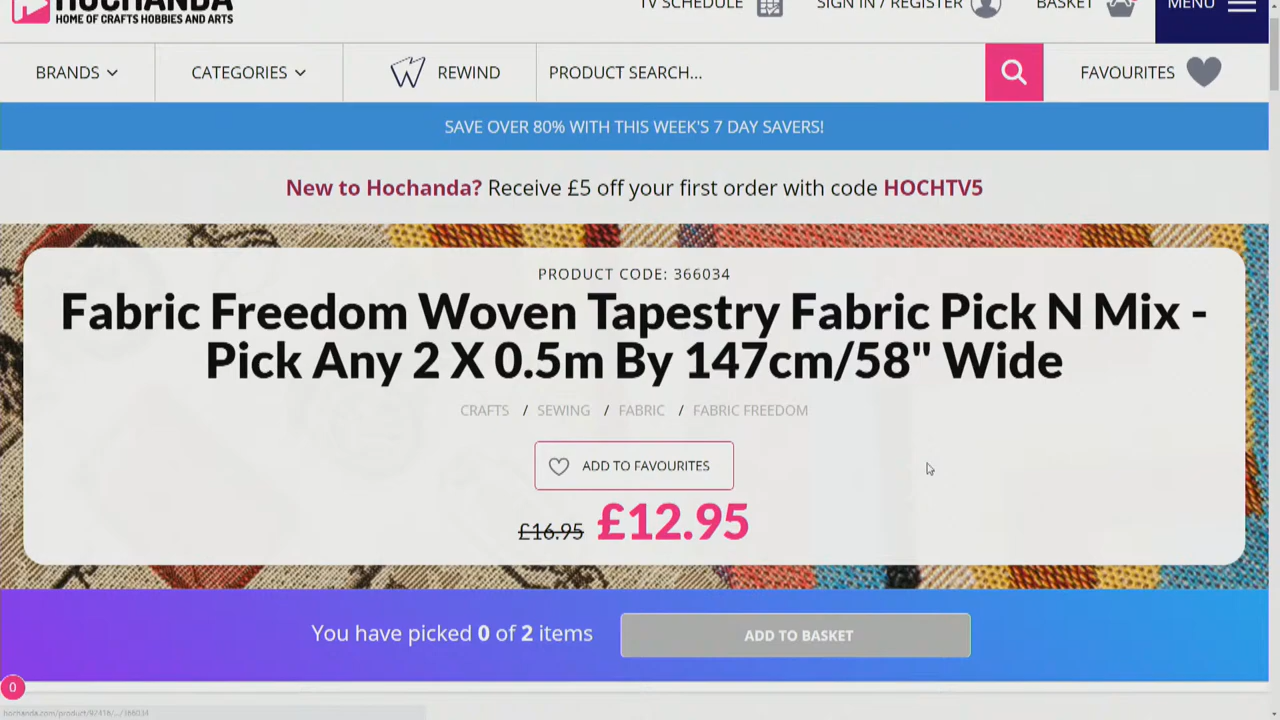 HOCHANDA
HOME OF CRAFTS HOBBIES AND ARTS
TV SCHEDULE
SIGN IN / REGISTER
BASKET
MENU
BRANDS
CATEGORIES
REWIND
PRODUCT SEARCH...
FAVOURITES
SAVE OVER 80% WITH THIS WEEK'S 7 DAY SAVERS!
New to Hochanda? Receive £5 off your first order with code HOCHTV5
PRODUCT CODE: 366034
Fabric Freedom Woven Tapestry Fabric Pick N Mix -
Pick Any 2 X 0.5m By 147cm/58" Wide
CRAFTS / SEWING / FABRIC / FABRIC FREEDOM
ADD TO FAVOURITES
£16.95 £12.95
You have picked 0 of 2 items
ADD TO BASKET
0